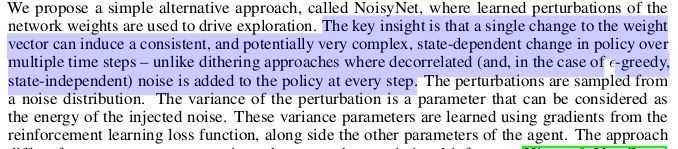 We propose a simple alternative approach, called NoisyNet, where learned perturbations of the
network weights are used to drive exploration. The key insight is that a single change to the weight
vector can induce a consistent, and potentially very complex, state-dependent change in policy over
multiple time steps – unlike dithering approaches where decorrelated (and, in the case of ϵ-greedy,
state-independent) noise is added to the policy at every step. The perturbations are sampled from
a noise distribution. The variance of the perturbation is a parameter that can be considered as
the energy of the injected noise. These variance parameters are learned using gradients from the
reinforcement learning loss function, along side the other parameters of the agent. The approach